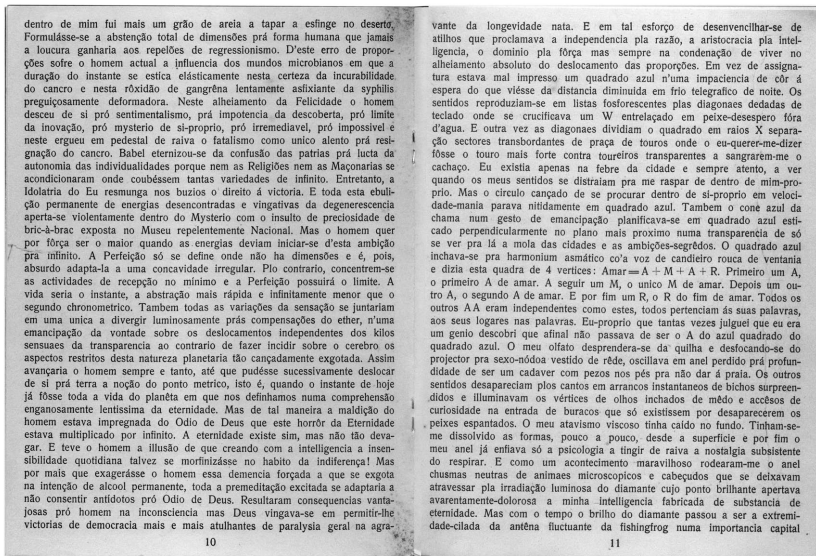 dentro de mim fui mais um grão de areia a tapar a esfinge no deserto.
Formulásse-se a abstenção total de dimensões prá forma humana que jamais
a loucura ganharia aos repelões de regressionismo. D'este erro de propor-
ções sofre o homem actual a influencia dos mundos microbianos em que a
duração do instante se estica elásticamente nesta certeza da incurabilidade
do cancro e nesta rôxidão de gangrêna lentamente asfixiante da syphilis
preguiçosamente deformadora. Neste alheiamento da Felicidade o homem
desceu de si pró sentimentalismo, prá impotencia da descoberta, pró limite
da inovação, pró mysterio de si-proprio, pró irremediavel, pró impossivel e
neste ergueu em pedestal de raiva o fatalismo como unico alento prá resi-
gnação do cancro. Babel eternizou-se da confusão das patrias prá lucta da
autonomia das individualidades porque nem as Religiões nem as Maçonarias se
acondicionaram onde coubéssem tantas variedades de infinito. Entretanto, a
Idolatria do Eu resmunga nos buzios o direito á victoria. E toda esta ebuli-
ção permanente de energias desencontradas e vingativas da degenerescencia
aperta-se violentamente dentro do Mysterio com o insulto de preciosidade de
bric-à-brac exposta no Museu repelentemente Nacional. Mas o homem quer
por fôrça ser o maior quando as energias deviam iniciar-se d'esta ambição
pra infinito. A Perfeição só se define onde não ha dimensões e é, pois,
absurdo adapta-la a uma concavidade irregular. Plo contrario, concentrem-se
as actividades de recepção no minimo e a Perfeição possuirá o limite. A
vida seria o instante, a abstração mais rápida e infinitamente menor que o
segundo chronometrico. Tambem todas as variações da sensação se juntariam
em uma unica a divergir luminosamente prás compensações do ether, n'uma
emancipação da vontade sobre os deslocamentos independentes dos kilos
sensuaes da transparencia ao contrario de fazer incidir sobre o cerebro os
aspectos restritos desta natureza planetaria tão cançadamente exgotada. Assim
avançaria o homem sempre e tanto, até que pudésse sucessivamente deslocar
de si prá terra a noção do ponto metrico, isto é, quando o instante de hoje
já fôsse toda a vida do planêta em que nos definhamos numa comprehensão
enganosamente lentissima da eternidade. Mas de tal maneira a maldição do
homem estava impregnada do Odio de Deus que este horrôr da Eternidade
estava multiplicado por infinito. A eternidade existe sim, mas não tão deva-
gar. E teve o homem a illusão de que creando com a intelligencia a insen-
sibilidade quotidiana talvez se morfinizásse no habito da indiferença! Mas
por mais que exagerásse o homem essa demencia forçada a que se exgota
na intenção de alcool permanente, toda a premeditação excitada se adaptaria a
não consentir antidotos pró Odio de Deus. Resultaram consequencias vanta-
josas pró homem na inconsciencia mas Deus vingava-se em permitir-lhe
victorias de democracia mais e mais atulhantes de paralysia geral na agra-
10
vante da longevidade nata. E em tal esforço de desenvencilhar-se de
atilhos que proclamava a independencia pla razão, a aristocracia pla intel-
ligencia, o dominio pla fôrça mas sempre na condenação de viver no
alheiamento absoluto do deslocamento das proporções. Em vez de assigna-
tura estava mal impresso um quadrado azul n'uma impaciencia de côr á
espera do que viésse da distancia diminuida em frio telegrafico de noite. Os
sentidos reproduziam-se em listas fosforescentes plas diagonaes dedadas de
teclado onde se crucificava um W entrelaçado em peixe-desespero fóra
d'agua. E outra vez as diagonaes dividiam o quadrado em raios X separa-
ção sectores transbordantes de praça de touros onde o eu-querer-me-dizer
fôsse o touro mais forte contra toureiros transparentes a sangrarem-me o
cachaço. Eu existia apenas na febre da cidade e sempre atento, a ver
quando os meus sentidos se distraiam pra me raspar de dentro de mim-pro-
prio. Mas o circulo cançado de se procurar dentro de si-proprio em veloci-
dade-mania parava nitidamente em quadrado azul. Tambem o cone azul da
chama num gesto de emancipação planificava-se em quadrado azul esti-
cado perpendicularmente no plano mais proximo numa transparencia de só
se ver pra lá a mola das cidades e as ambições-segrêdos. O quadrado azul
inchava-se pra harmonium asmático co'a voz de candieiro rouca de ventania
e dizia esta quadra de 4 vertices: Amar=A+M+A+R. Primeiro um A,
o primeiro A de amar. A seguir um M, o unico M de amar. Depois um ou-
tro A, o segundo A de amar. E por fim um R, o R do fim de amar. Todos os
outros AA eram independentes como estes, todos pertenciam ás suas palavras,
aos seus logares nas palavras. Eu-proprio que tantas vezes julguei que eu era
um genio descobri que afinal não passava de ser o A do azul quadrado do
quadrado azul. O meu olfato desprendera-se da quilha e desfocando-se do
projector pra sexo-nódoa vestido de rêde, oscillava em anel perdido prá profun-
didade de ser um cadaver com pezos nos pés pra não dar á praia. Os outros
sentidos desapareciam plos cantos em arrancos instantaneos de bichos surpreen-
didos e illuminavam os vértices de olhos inchados de mêdo e accêsos de
curiosidade na entrada de buracos que só existissem por desaparecerem os
peixes espantados. O meu atavismo viscoso tinha caído no fundo. Tinham-se-
me dissolvido as formas, pouco a pouco, desde a superficie e por fim o
meu anel já enfiava só a psicologia a tingir de raiva a nostalgia subsistente
do respirar. E como um acontecimento maravilhoso rodearam-me o anel
chusmas neutras de animaes microscopicos e cabeçudos que se deixavam
atravessar pla irradiação luminosa do diamante cujo ponto brilhante apertava
avarentamente-dolorosa a minha intelligencia fabricada de substancia de
eternidade. Mas com o tempo o brilho do diamante passou a ser a extremi-
dade-cilada da antêna fluctuante da fishingfrog numa importancia capital
11